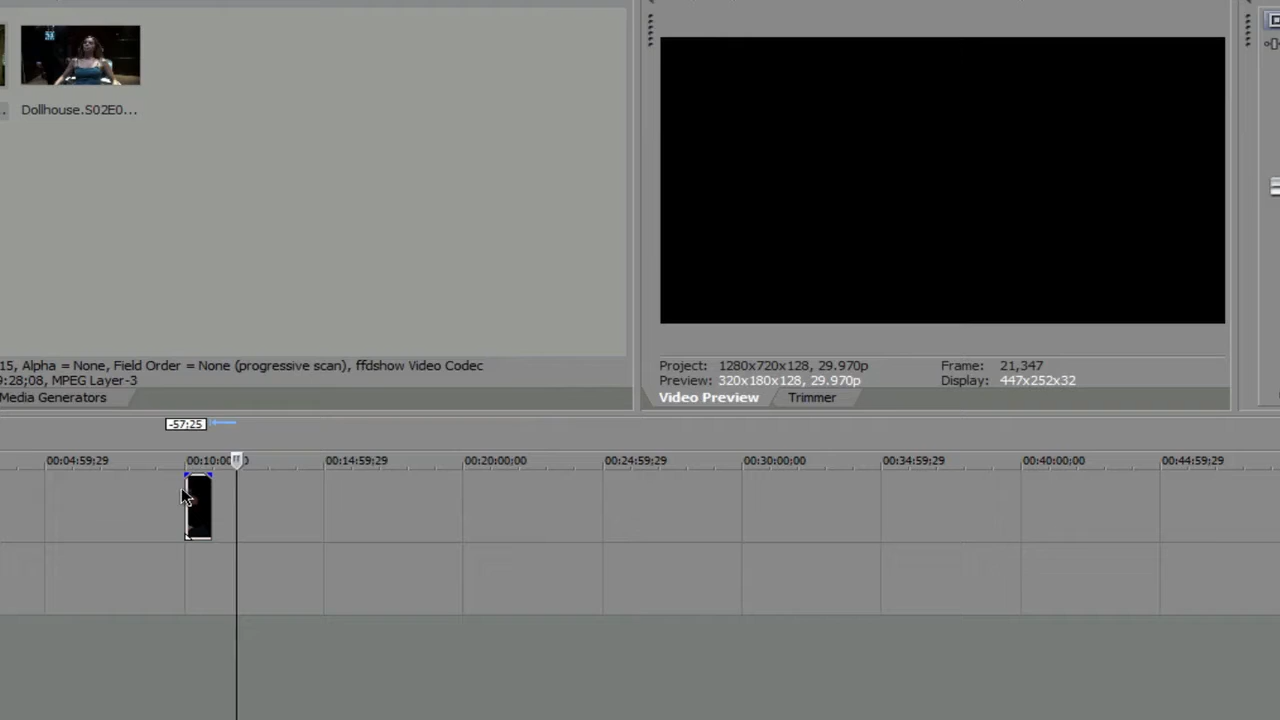 Dollhouse.S02E0...
15, Alpha = None, Field Order = None (progressive scan), ffdshow Video Codec
9:28;08, MPEG Layer-3
Media Generators
Project: 1280x720x128, 29.970p
Frame: 21,347
Preview: 320x180x128, 29.970p
Display: 447x252x32
Video Preview
Trimmer
-57;25
00:04:59;29
00:10:00
00:14:59;29
00:20:00;00
00:24:59;29
00:30:00;00
00:34:59;29
00:40:00;00
00:44:59;29